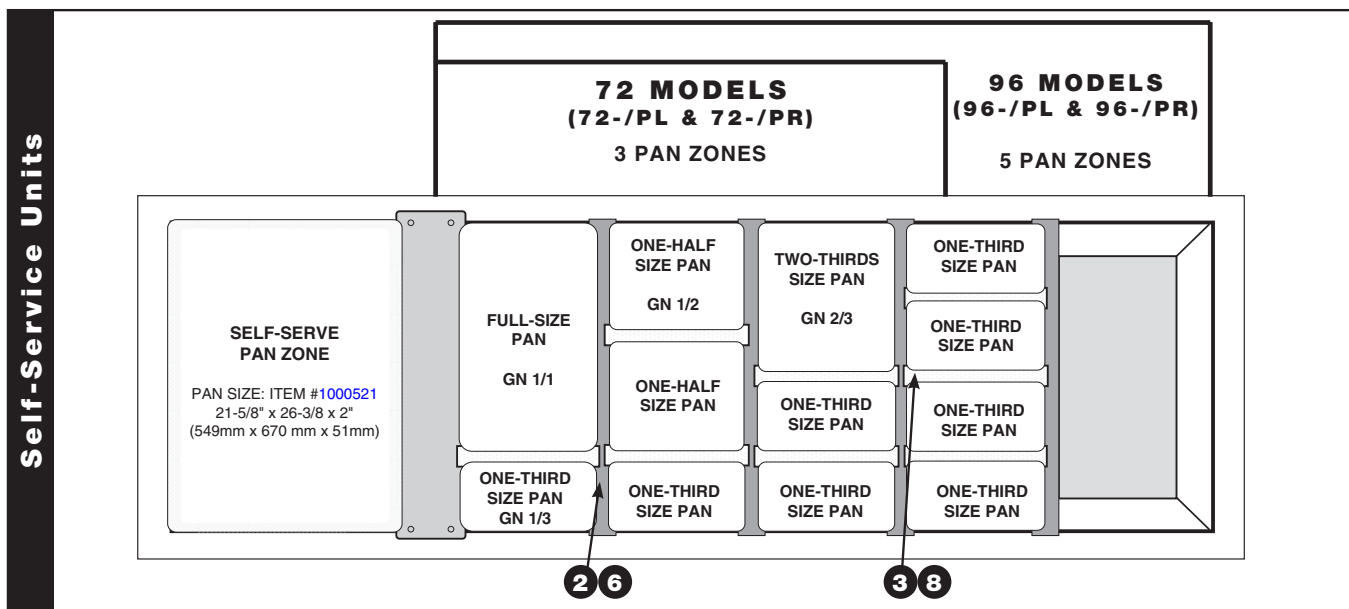 Self-Service Units
72 MODELS
(72-/PL & 72-/PR)
3 PAN ZONES
96 MODELS
(96-/PL & 96-/PR)
5 PAN ZONES
SELF-SERVE
PAN ZONE
PAN SIZE: ITEM #1000521
21-5/8" x 26-3/8 x 2"
(549mm x 670 mm x 51mm)
FULL-SIZE
PAN
GN 1/1
ONE-THIRD
SIZE PAN
GN 1/3
ONE-HALF
SIZE PAN
GN 1/2
ONE-HALF
SIZE PAN
ONE-THIRD
SIZE PAN
TWO-THIRDS
SIZE PAN
GN 2/3
ONE-THIRD
SIZE PAN
ONE-THIRD
SIZE PAN
ONE-THIRD
SIZE PAN
ONE-THIRD
SIZE PAN
ONE-THIRD
SIZE PAN
ONE-THIRD
SIZE PAN
2 6
3 8